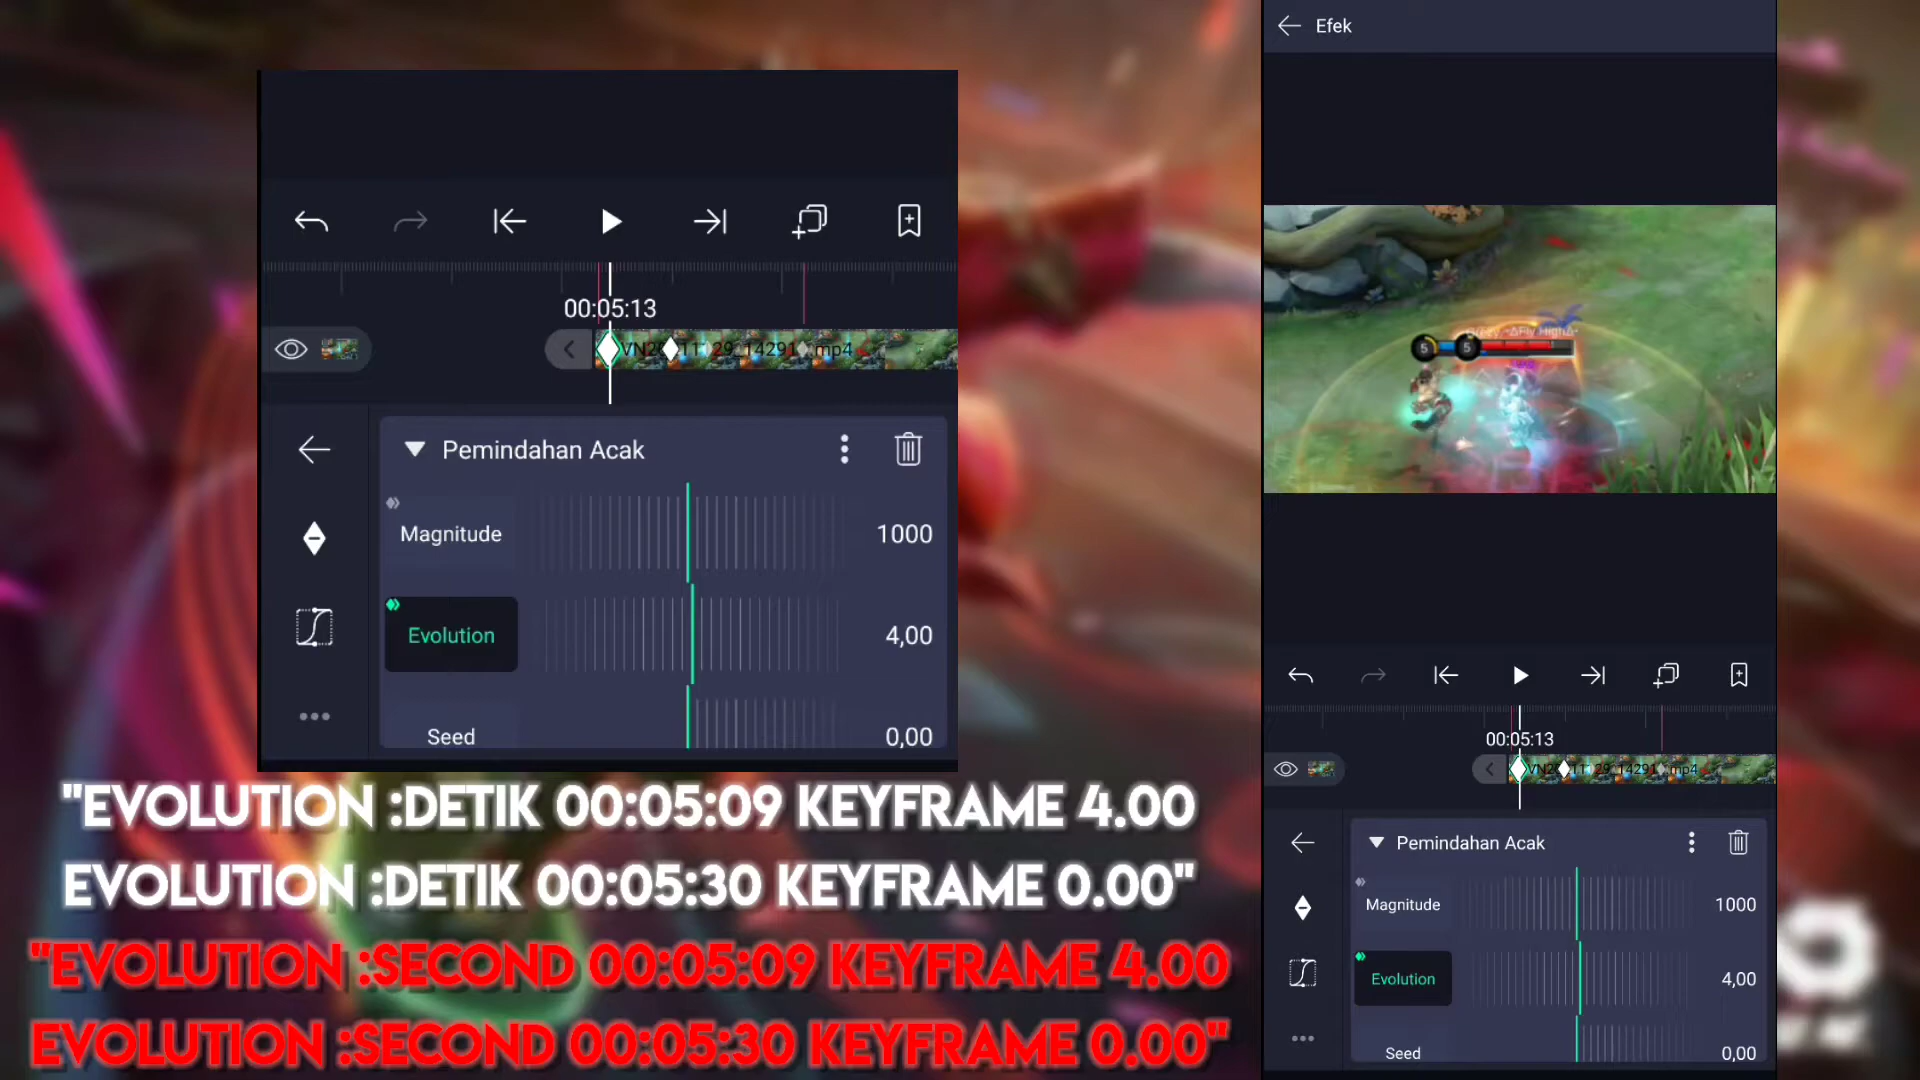 00:05:13
Pemindahan Acak
Magnitude 1000
Evolution 4,00
Seed 0,00
"EVOLUTION :DETIK 00:05:09 KEYFRAME 4.00
EVOLUTION :DETIK 00:05:30 KEYFRAME 0.00"
"EVOLUTION :SECOND 00:05:09 KEYFRAME 4.00
EVOLUTION :SECOND 00:05:30 KEYFRAME 0.00"
Efek
5 5
00:05:13
Pemindahan Acak
Magnitude 1000
Evolution 4,00
Seed 0,00